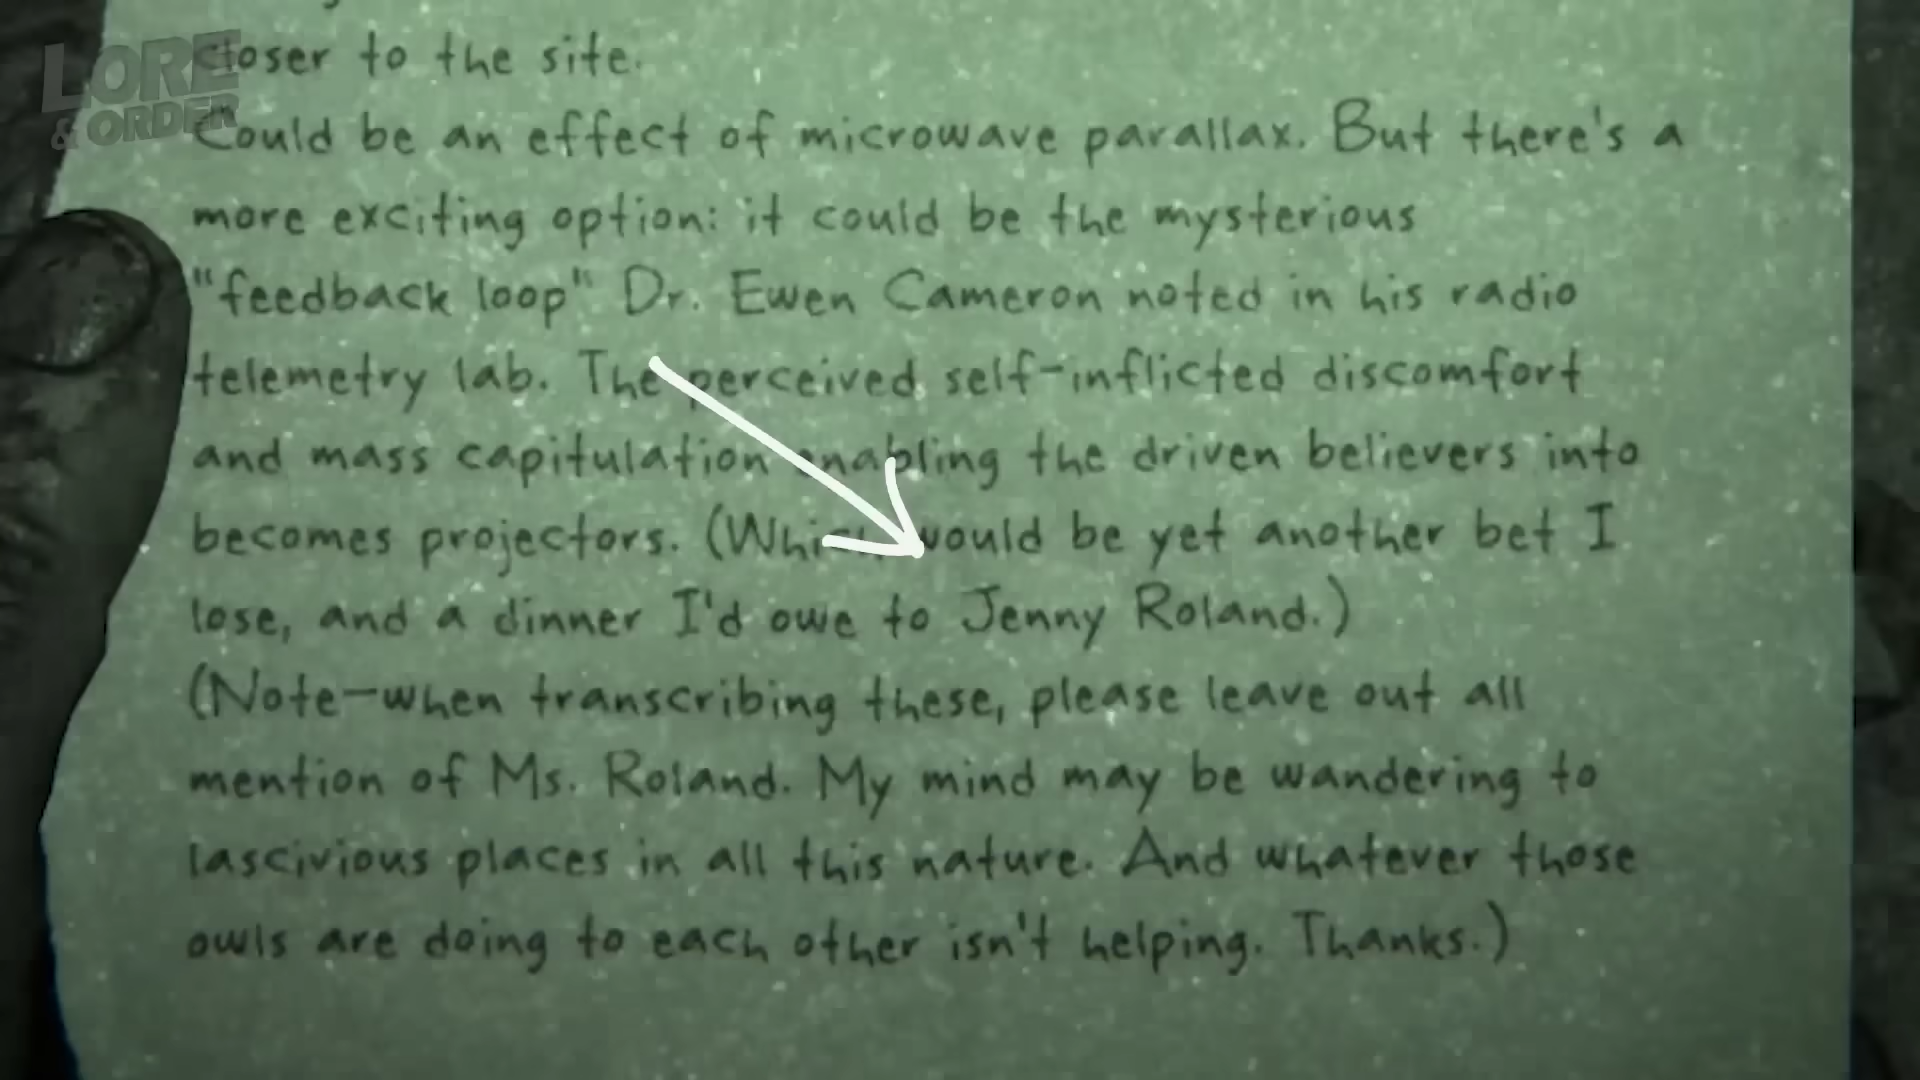 LORE
& ORDER
closer to the site.
Could be an effect of microwave parallax. But there's a
more exciting option: it could be the mysterious
"feedback loop" Dr. Ewen Cameron noted in his radio
telemetry lab. The perceived self-inflicted discomfort
and mass capitulation enabling the driven believers into
becomes projectors. (Which would be yet another bet I
lose, and a dinner I'd owe to Jenny Roland.)
(Note—when transcribing these, please leave out all
mention of Ms. Roland. My mind may be wandering to
lascivious places in all this nature. And whatever those
owls are doing to each other isn't helping. Thanks.)